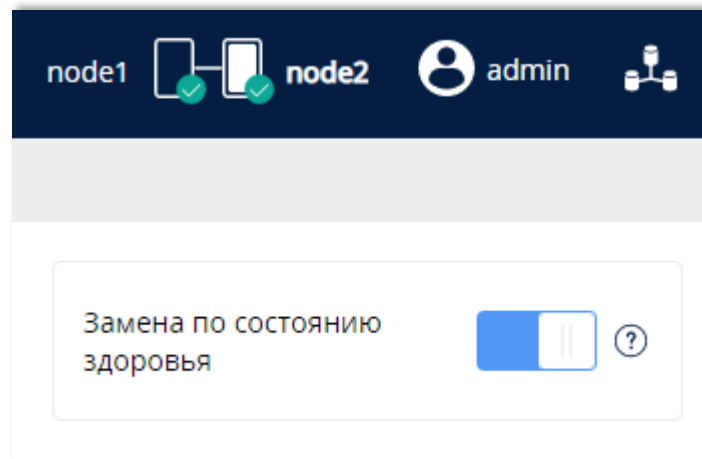 node1 node2 admin
Замена по состоянию
здоровья
?